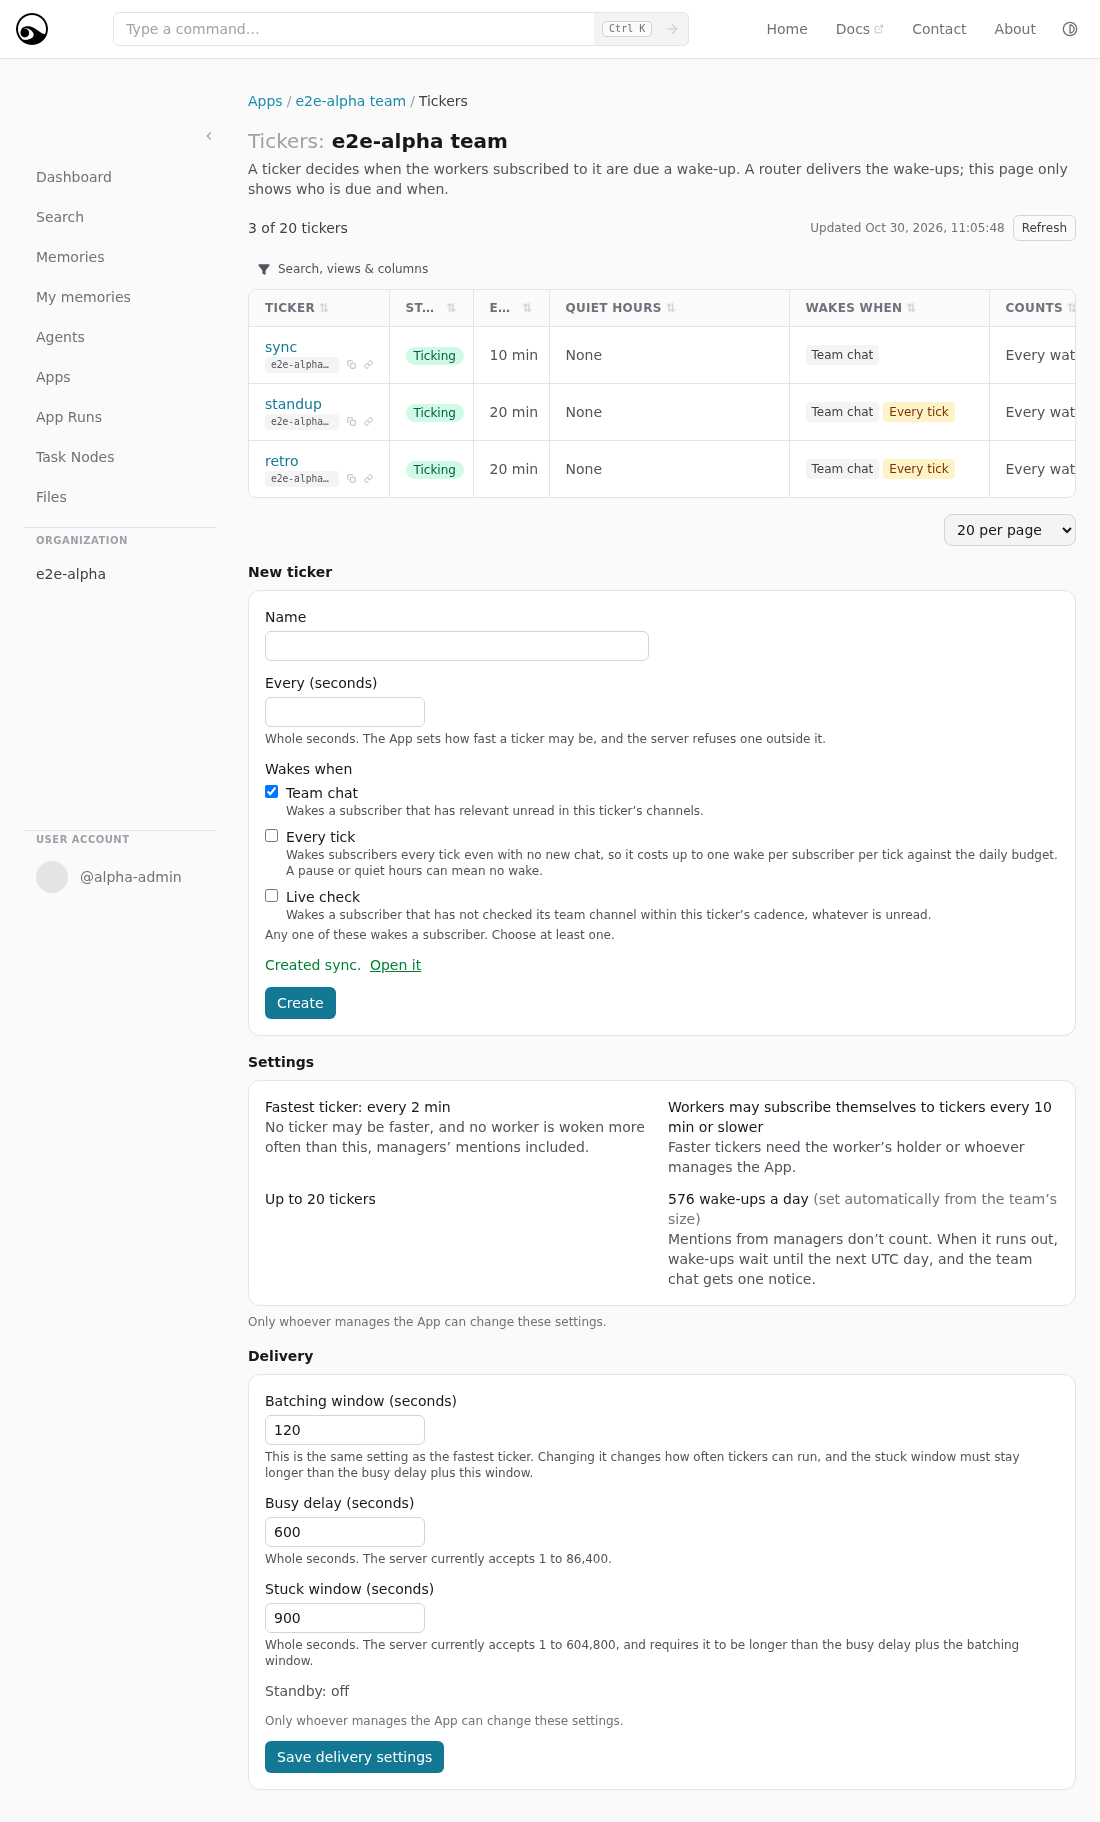 Type a command... Ctrl K
Home Docs Contact About
Apps / e2e-alpha team / Tickers
Tickers: e2e-alpha team
A ticker decides when the workers subscribed to it are due a wake-up. A router delivers the wake-ups; this page only
shows who is due and when.
3 of 20 tickers
Updated Oct 30, 2026, 11:05:48 Refresh
Search, views & columns
TICKER ST... E... QUIET HOURS WAKES WHEN COUNTS
sync
e2e-alpha... Ticking 10 min None Team chat Every wat
standup
e2e-alpha... Ticking 20 min None Team chat Every tick Every wat
retro
e2e-alpha... Ticking 20 min None Team chat Every tick Every wat
20 per page
Dashboard
Search
Memories
My memories
Agents
Apps
App Runs
Task Nodes
Files
ORGANIZATION
e2e-alpha
USER ACCOUNT
@alpha-admin
New ticker
Name
Every (seconds)
Whole seconds. The App sets how fast a ticker may be, and the server refuses one outside it.
Wakes when
Team chat
Wakes a subscriber that has relevant unread in this ticker’s channels.
Every tick
Wakes subscribers every tick even with no new chat, so it costs up to one wake per subscriber per tick against the daily budget.
A pause or quiet hours can mean no wake.
Live check
Wakes a subscriber that has not checked its team channel within this ticker’s cadence, whatever is unread.
Any one of these wakes a subscriber. Choose at least one.
Created sync. Open it
Create
Settings
Fastest ticker: every 2 min
No ticker may be faster, and no worker is woken more
often than this, managers’ mentions included.
Workers may subscribe themselves to tickers every 10
min or slower
Faster tickers need the worker’s holder or whoever
manages the App.
Up to 20 tickers
576 wake-ups a day (set automatically from the team’s
size)
Mentions from managers don’t count. When it runs out,
wake-ups wait until the next UTC day, and the team
chat gets one notice.
Only whoever manages the App can change these settings.
Delivery
Batching window (seconds)
120
This is the same setting as the fastest ticker. Changing it changes how often tickers can run, and the stuck window must stay
longer than the busy delay plus this window.
Busy delay (seconds)
600
Whole seconds. The server currently accepts 1 to 86,400.
Stuck window (seconds)
900
Whole seconds. The server currently accepts 1 to 604,800, and requires it to be longer than the busy delay plus the batching
window.
Standby: off
Only whoever manages the App can change these settings.
Save delivery settings